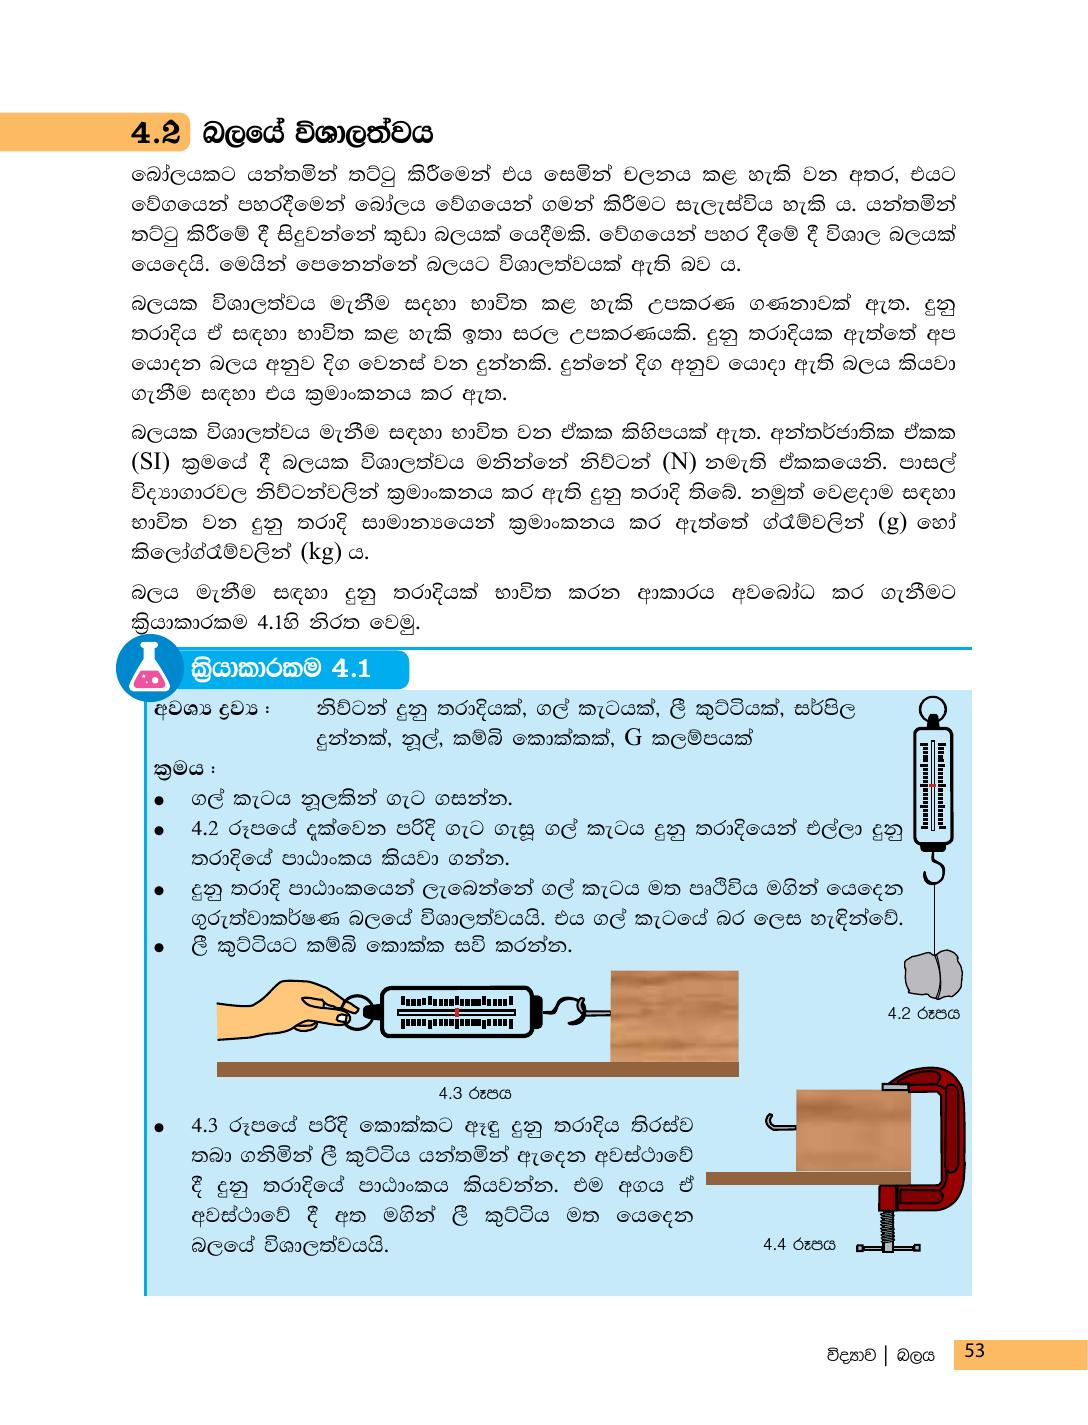 4.2 බලයේ විශාලත්වය
බෝලයකට යන්තමින් තට්ටු කිරීමෙන් එය සෙමින් චලනය කළ හැකි වන අතර, එයට
වේගයෙන් පහරදීමෙන් බෝලය වේගයෙන් ගමන් කිරීමට සැලැස්විය හැකි ය. යන්තමින්
තට්ටු කිරීමේ දී සිදුවන්නේ කුඩා බලයක් යෙදීමකි. වේගයෙන් පහර දීමේ දී විශාල බලයක්
යෙදෙයි. මෙයින් පෙනෙන්නේ බලයට විශාලත්වයක් ඇති බව ය.
බලයක විශාලත්වය මැනීම සදහා භාවිත කළ හැකි උපකරණ ගණනාවක් ඇත. දුනු
තරාදිය ඒ සඳහා භාවිත කළ හැකි ඉතා සරල උපකරණයකි. දුනු තරාදියක ඇත්තේ අප
යොදන බලය අනුව දිග වෙනස් වන දුන්නකි. දුන්නේ දිග අනුව යොදා ඇති බලය කියවා
ගැනීම සඳහා එය ක්‍රමාංකනය කර ඇත.
බලයක විශාලත්වය මැනීම සඳහා භාවිත වන ඒකක කිහිපයක් ඇත. අන්තර්ජාතික ඒකක
(SI) ක්‍රමයේ දී බලයක විශාලත්වය මනින්නේ නිව්ටන් (N) නමැති ඒකකයෙනි. පාසල්
විද්‍යාගාරවල නිව්ටන්වලින් ක්‍රමාංකනය කර ඇති දුනු තරාදි තිබේ. නමුත් වෙළදාම සඳහා
භාවිත වන දුනු තරාදි සාමාන්‍යයෙන් ක්‍රමාංකනය කර ඇත්තේ ග්රෑම්වලින් (g) හෝ
කිලෝග්රෑම්වලින් (kg) ය.
බලය මැනීම සඳහා දුනු තරාදියක් භාවිත කරන ආකාරය අවබෝධ කර ගැනීමට
ක්‍රියාකාරකම 4.1හි නිරත වෙමු.
ක්‍රියාකාරකම 4.1
අවශ්‍ය ද්‍රව්‍ය : නිව්ටන් දුනු තරාදියක්, ගල් කැටයක්, ලී කුට්ටියක්, සර්පිල
දුන්නක්, නූල්, කම්බි කොක්කක්, G කලම්පයක්
ක්‍රමය :
• ගල් කැටය නූලකින් ගැට ගසන්න.
• 4.2 රූපයේ දැක්වෙන පරිදි ගැට ගැසූ ගල් කැටය දුනු තරාදියෙන් එල්ලා දුනු
තරාදියේ පාඨාංකය කියවා ගන්න.
• දුනු තරාදි පාඨාංකයෙන් ලැබෙන්නේ ගල් කැටය මත පෘථිවිය මගින් යෙදෙන
ගුරුත්වාකර්ෂණ බලයේ විශාලත්වයයි. එය ගල් කැටයේ බර ලෙස හැඳින්වේ.
• ලී කුට්ටියට කම්බි කොක්ක සවි කරන්න.
4.2 රූපය
4.3 රූපය
• 4.3 රූපයේ පරිදි කොක්කට ඈඳූ දුනු තරාදිය තිරස්ව
තබා ගනිමින් ලී කුට්ටිය යන්තමින් ඇදෙන අවස්ථාවේ
දී දුනු තරාදියේ පාඨාංකය කියවන්න. එම අගය ඒ
අවස්ථාවේ දී අත මගින් ලී කුට්ටිය මත යෙදෙන
බලයේ විශාලත්වයයි.
4.4 රූපය
විද්‍යාව | බලය 53